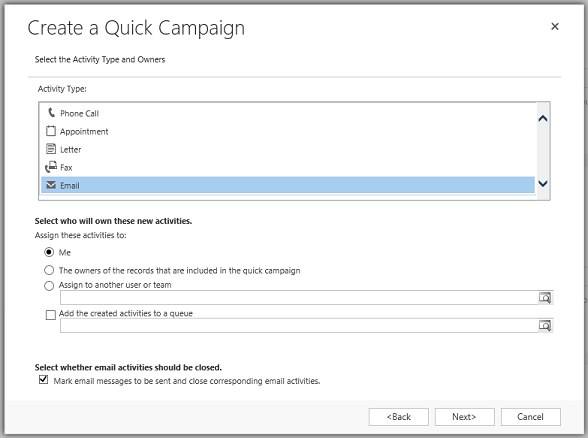 Create a Quick Campaign
Select the Activity Type and Owners
Activity Type:
Phone Call
Appointment
Letter
Fax
Email
Select who will own these new activities.
Assign these activities to:
Me
The owners of the records that are included in the quick campaign
Assign to another user or team
Add the created activities to a queue
Select whether email activities should be closed.
Mark email messages to be sent and close corresponding email activities.
<Back Next> Cancel